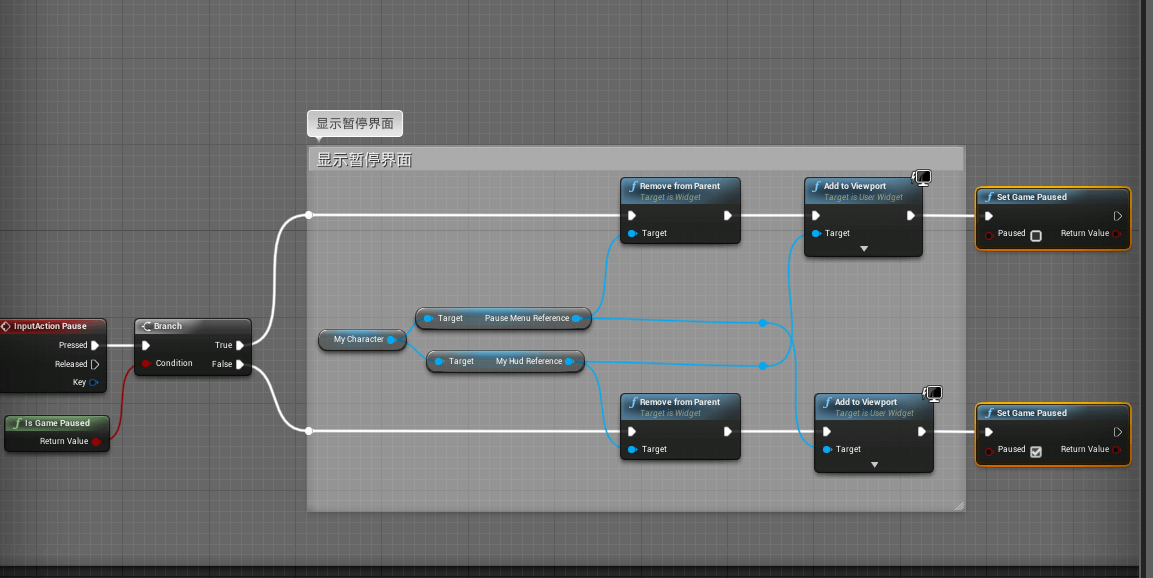 显示暂停界面
显示暂停界面
Remove from Parent
Target is Widget
Target
Add to Viewport
Target is User Widget
Target
Set Game Paused
Paused
Return Value
InputAction Pause
Pressed
Released
Key
Branch
True
Condition
False
Is Game Paused
Return Value
My Character
Target
Pause Menu Reference
Target
My Hud Reference
Remove from Parent
Target is Widget
Target
Add to Viewport
Target is User Widget
Target
Set Game Paused
Paused
Return Value